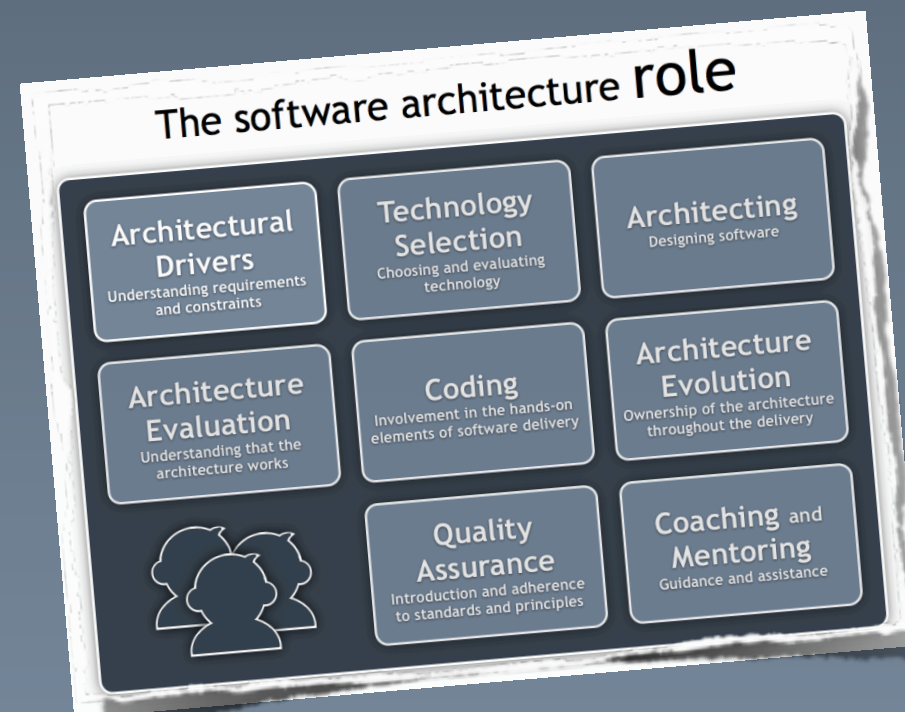 The software architecture role
Architectural
Drivers
Understanding requirements
and constraints
Technology
Selection
Choosing and evaluating
technology
Architecting
Designing software
Architecture
Evaluation
Understanding that the
architecture works
Coding
Involvement in the hands-on
elements of software delivery
Architecture
Evolution
Ownership of the architecture
throughout the delivery
Quality
Assurance
Introduction and adherence
to standards and principles
Coaching and
Mentoring
Guidance and assistance